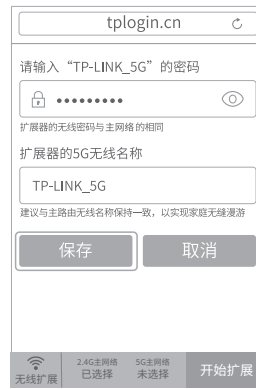 tplogin.cn
请输入“TP-LINK_5G”的密码
•••••••••
扩展器的无线密码与主网络的相同
扩展器的5G无线名称
TP-LINK_5G
建议与主路由无线名称保持一致，以实现家庭无缝漫游
保存 取消
无线扩展
2.4G主网络 5G主网络
已选择 未选择
开始扩展